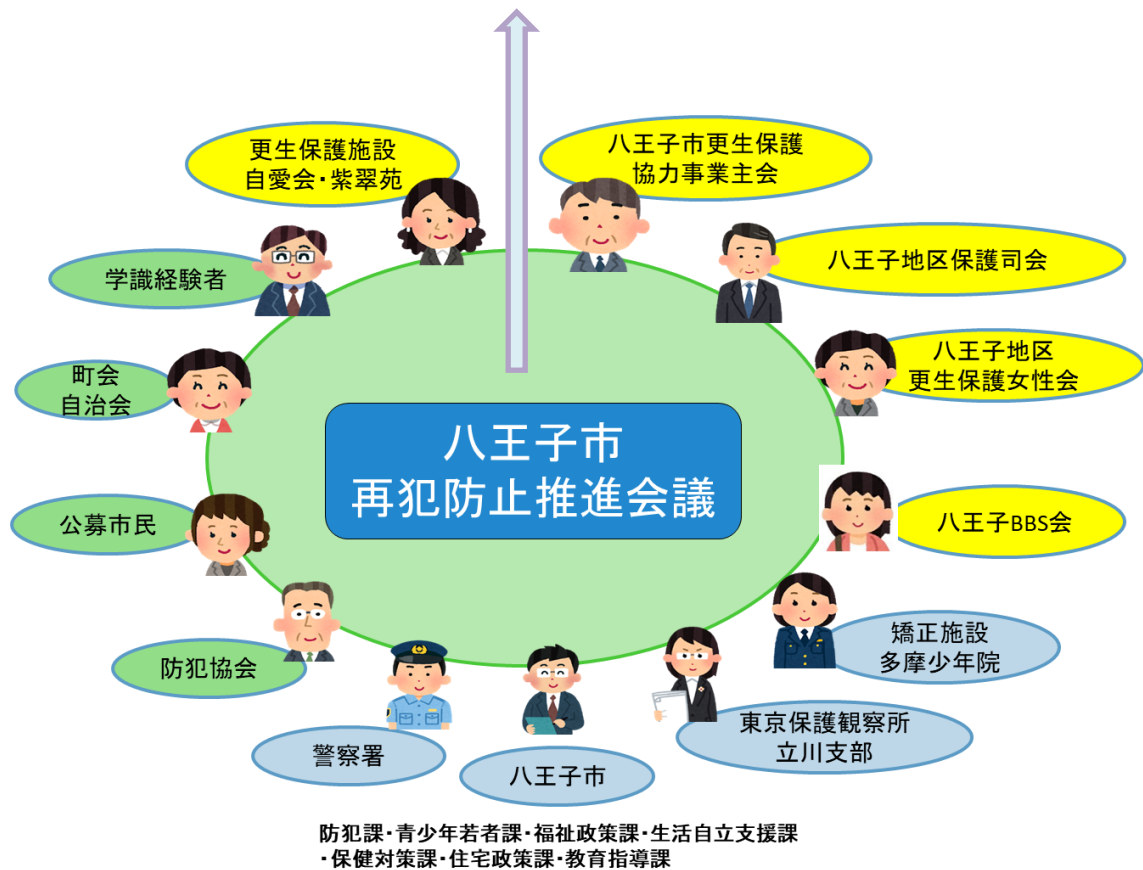 更生保護施設
自愛会・紫翠苑
八王子市更生保護
協力事業主会
学識経験者
八王子地区保護司会
町会
自治会
八王子地区
更生保護女性会
八王子市
再犯防止推進会議
公募市民
八王子BBS会
防犯協会
矯正施設
多摩少年院
警察署
八王子市
東京保護観察所
立川支部
防犯課・青少年若者課・福祉政策課・生活自立支援課
・保健対策課・住宅政策課・教育指導課